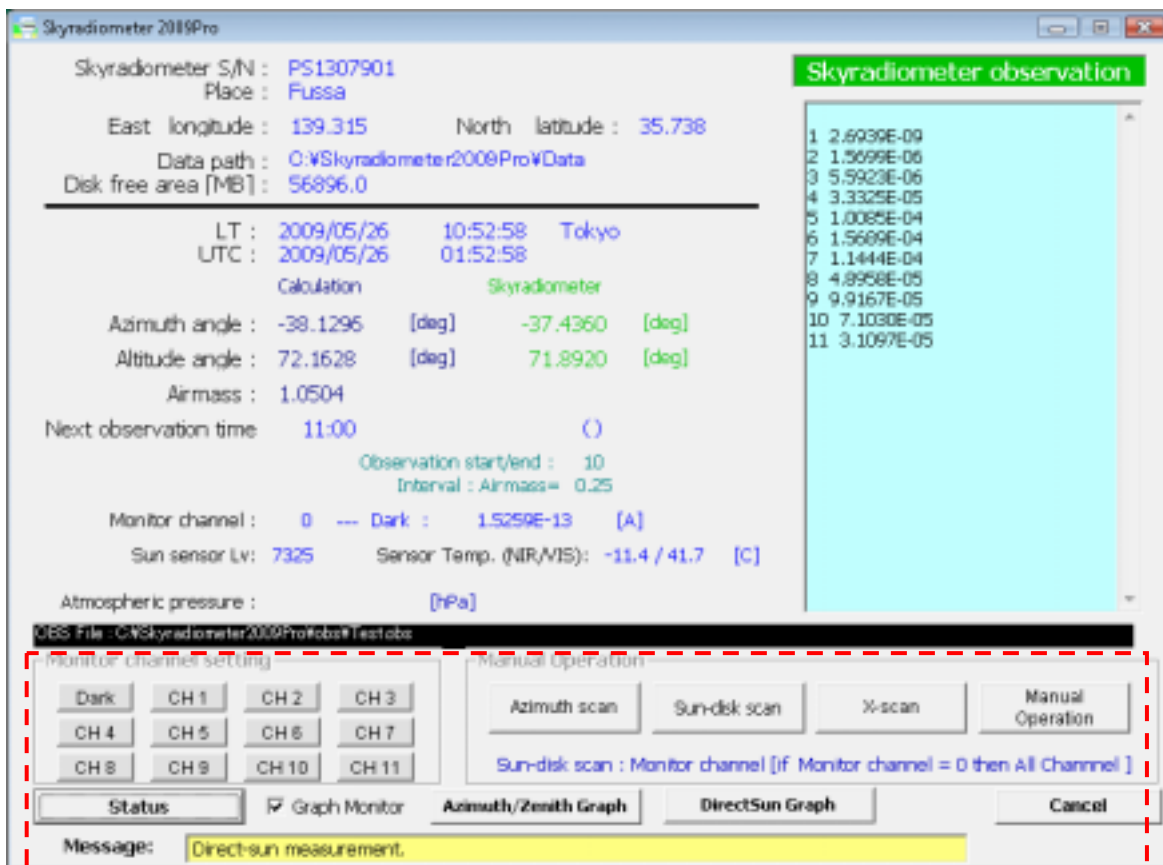 Skyradiometer 2009Pro
Skyradiometer S/N : PS1307901
Place : Fussa
East longitude : 139.315 North latitude : 35.738
Data path : C:¥Skyradiometer2009Pro¥Data
Disk free area [MB] : 56896.0
LT : 2009/05/26 10:52:58 Tokyo
UTC : 2009/05/26 01:52:58
Calculation Skyradiometer
Azimuth angle : -38.1296 [deg] -37.4360 [deg]
Altitude angle : 72.1628 [deg] 71.8920 [deg]
Airmass : 1.0504
Next observation time 11:00 ()
Observation start/end : 10
Interval : Airmass= 0.25
Monitor channel : 0 --- Dark : 1.5259E-13 [A]
Sun sensor Lv: 7325 Sensor Temp. (NIR/VIS): -11.4 / 41.7 [C]
Atmospheric pressure : [hPa]
Skyradiometer observation
1 2.6939E-09
2 1.5699E-06
3 5.5923E-06
4 3.3325E-05
5 1.0085E-04
6 1.5689E-04
7 1.1444E-04
8 4.8958E-05
9 9.9167E-05
10 7.1030E-05
11 3.1097E-05
OBS File : C:¥Skyradiometer2009Pro¥obs¥Test.obs
Monitor channel setting
Dark CH 1 CH 2 CH 3
CH 4 CH 5 CH 6 CH 7
CH 8 CH 9 CH 10 CH 11
Manual Operation
Azimuth scan Sun-disk scan X-scan Manual Operation
Sun-disk scan : Monitor channel [if Monitor channel = 0 then All Channnel ]
Status Graph Monitor Azimuth/Zenith Graph DirectSun Graph Cancel
Message: Direct-sun measurement.